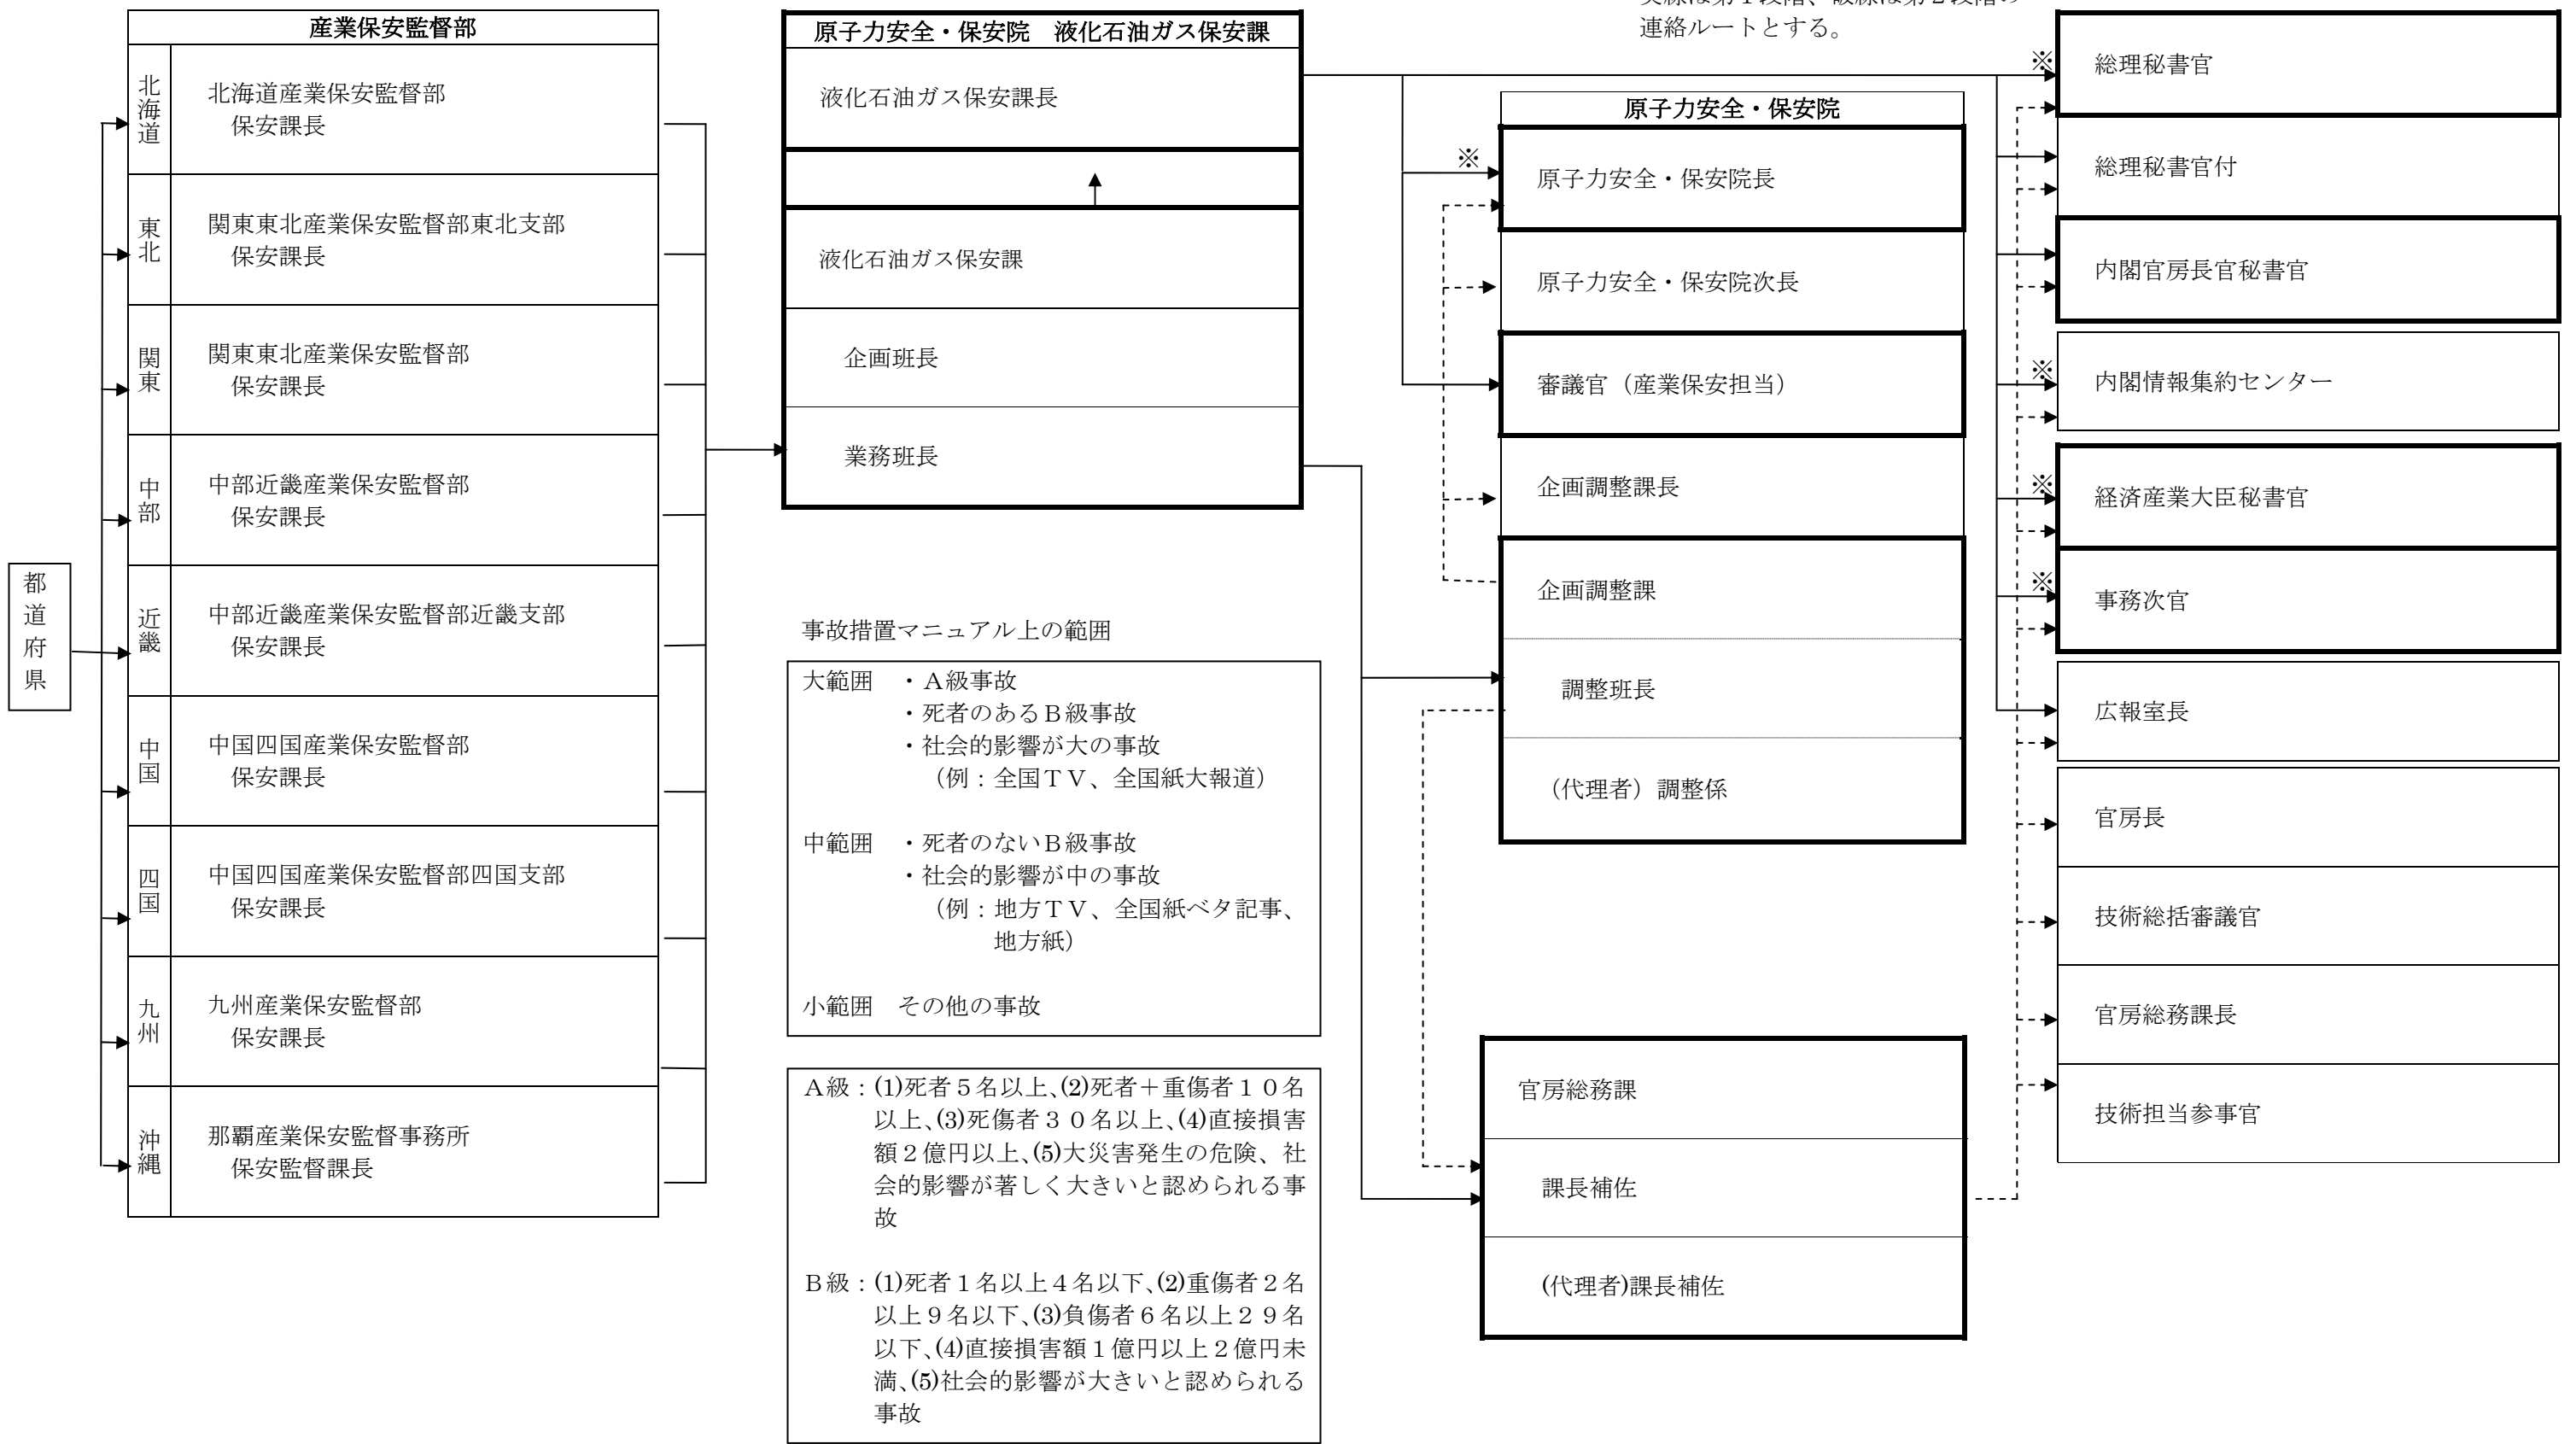 連絡ルートとする。
都道府県
産業保安監督部
北海道
北海道産業保安監督部
保安課長
東北
関東東北産業保安監督部東北支部
保安課長
関東
関東東北産業保安監督部
保安課長
中部
中部近畿産業保安監督部
保安課長
近畿
中部近畿産業保安監督部近畿支部
保安課長
中国
中国四国産業保安監督部
保安課長
四国
中国四国産業保安監督部四国支部
保安課長
九州
九州産業保安監督部
保安課長
沖縄
那覇産業保安監督事務所
保安監督課長
原子力安全・保安院　液化石油ガス保安課
液化石油ガス保安課長
液化石油ガス保安課
企画班長
業務班長
事故措置マニュアル上の範囲
大範囲　・Ａ級事故
・死者のあるＢ級事故
・社会的影響が大の事故
（例：全国ＴＶ、全国紙大報道）
中範囲　・死者のないＢ級事故
・社会的影響が中の事故
（例：地方ＴＶ、全国紙ベタ記事、
地方紙）
小範囲　その他の事故
Ａ級：(1)死者５名以上、(2)死者＋重傷者１０名
以上、(3)死傷者３０名以上、(4)直接損害
額２億円以上、(5)大災害発生の危険、社
会的影響が著しく大きいと認められる事
故
Ｂ級：(1)死者１名以上４名以下、(2)重傷者２名
以上９名以下、(3)負傷者６名以上２９名
以下、(4)直接損害額１億円以上２億円未
満、(5)社会的影響が大きいと認められる
事故
原子力安全・保安院
※
原子力安全・保安院長
原子力安全・保安院次長
審議官（産業保安担当）
企画調整課長
企画調整課
調整班長
（代理者）調整係
官房総務課
課長補佐
(代理者)課長補佐
※
総理秘書官
総理秘書官付
内閣官房長官秘書官
※
内閣情報集約センター
※
経済産業大臣秘書官
※
事務次官
広報室長
官房長
技術総括審議官
官房総務課長
技術担当参事官